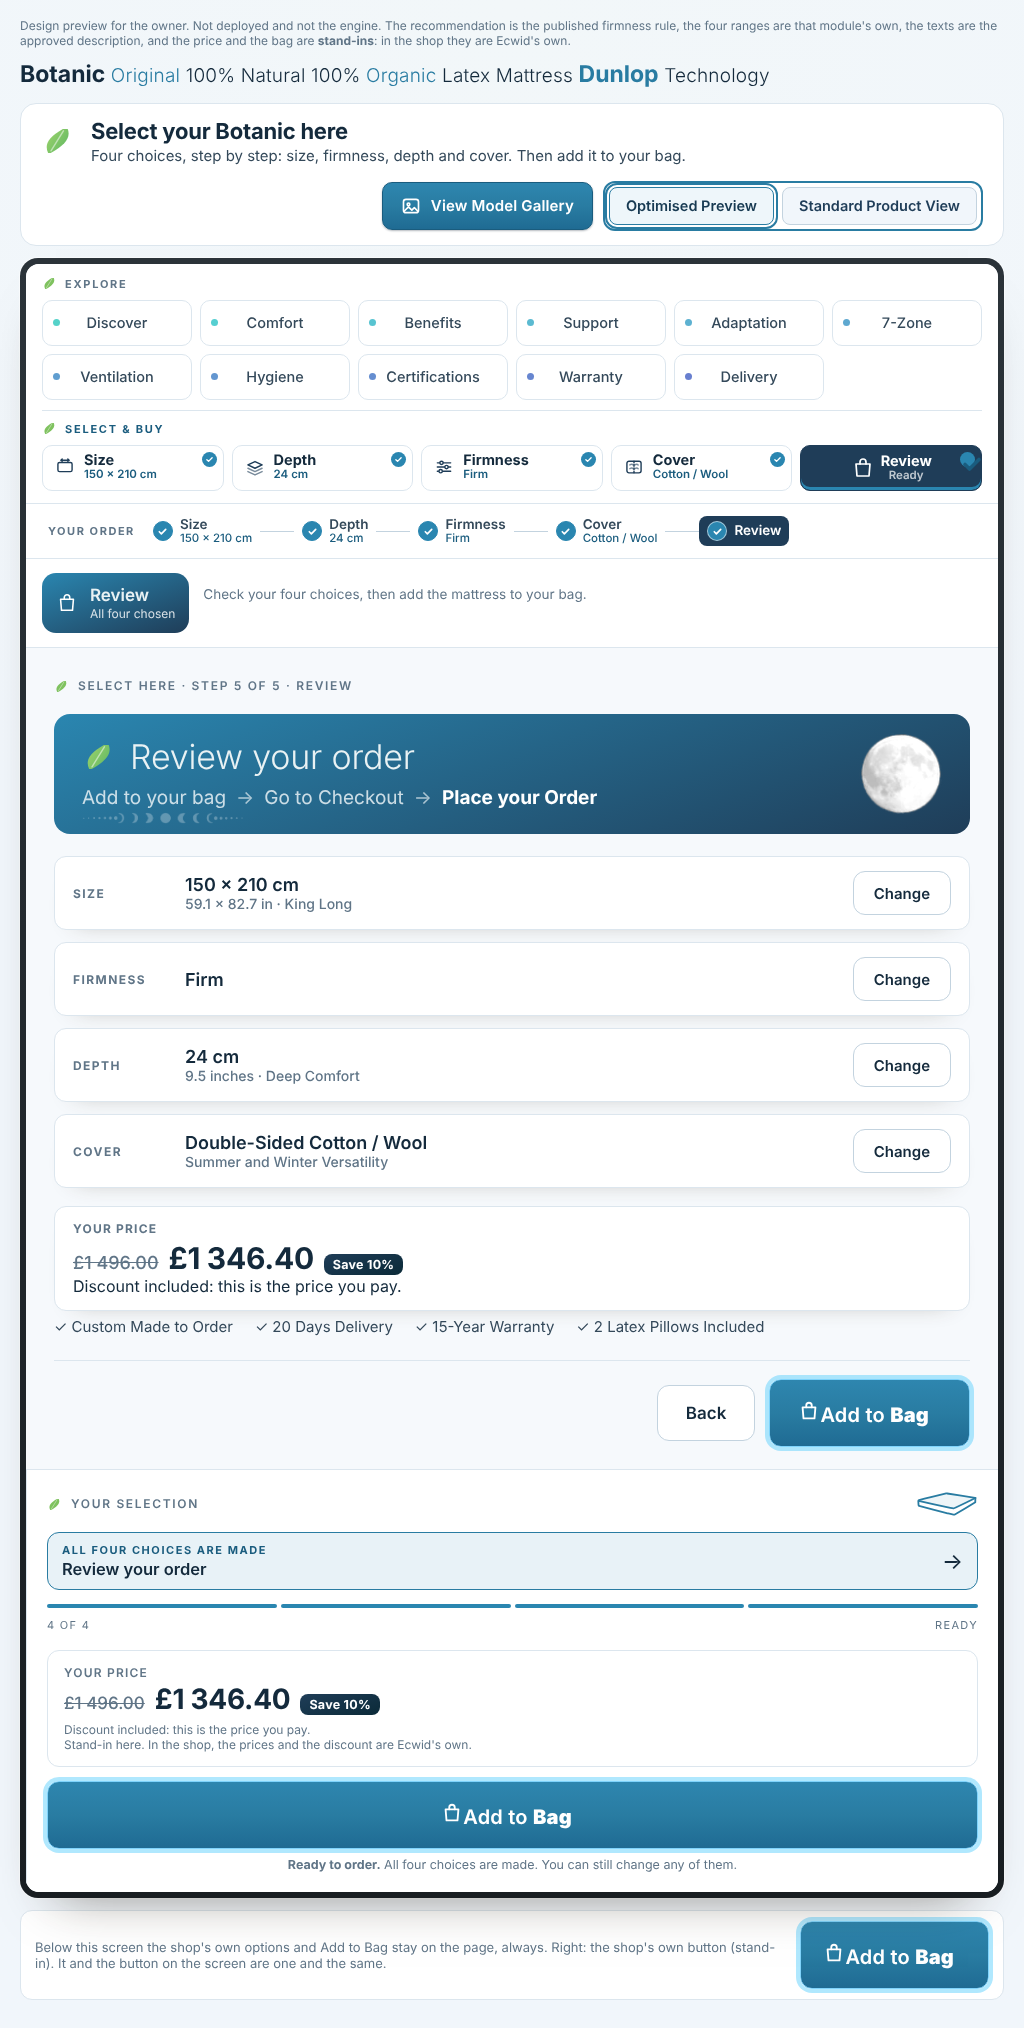 Design preview for the owner. Not deployed and not the engine. The recommendation is the published firmness rule, the four ranges are that module's own, the texts are the
approved description, and the price and the bag are stand-ins: in the shop they are Ecwid's own.
Botanic Original 100% Natural 100% Organic Latex Mattress Dunlop Technology
Select your Botanic here
Four choices, step by step: size, firmness, depth and cover. Then add it to your bag.
View Model Gallery
Optimised Preview
Standard Product View
EXPLORE
Discover
Comfort
Benefits
Support
Adaptation
7-Zone
Ventilation
Hygiene
Certifications
Warranty
Delivery
SELECT & BUY
Size
150 × 210 cm
Depth
24 cm
Firmness
Firm
Cover
Cotton / Wool
Review
Ready
YOUR ORDER
Size
150 × 210 cm
Depth
24 cm
Firmness
Firm
Cover
Cotton / Wool
Review
Review
All four chosen
Check your four choices, then add the mattress to your bag.
SELECT HERE · STEP 5 OF 5 · REVIEW
Review your order
Add to your bag → Go to Checkout → Place your Order
SIZE
150 × 210 cm
59.1 × 82.7 in · King Long
Change
FIRMNESS
Firm
Change
DEPTH
24 cm
9.5 inches · Deep Comfort
Change
COVER
Double-Sided Cotton / Wool
Summer and Winter Versatility
Change
YOUR PRICE
£1 496.00 £1 346.40 Save 10%
Discount included: this is the price you pay.
✓ Custom Made to Order ✓ 20 Days Delivery ✓ 15-Year Warranty ✓ 2 Latex Pillows Included
Back
Add to Bag
YOUR SELECTION
ALL FOUR CHOICES ARE MADE
Review your order →
4 OF 4
READY
YOUR PRICE
£1 496.00 £1 346.40 Save 10%
Discount included: this is the price you pay.
Stand-in here. In the shop, the prices and the discount are Ecwid's own.
Add to Bag
Ready to order. All four choices are made. You can still change any of them.
Below this screen the shop's own options and Add to Bag stay on the page, always. Right: the shop's own button (stand-
in). It and the button on the screen are one and the same.
Add to Bag